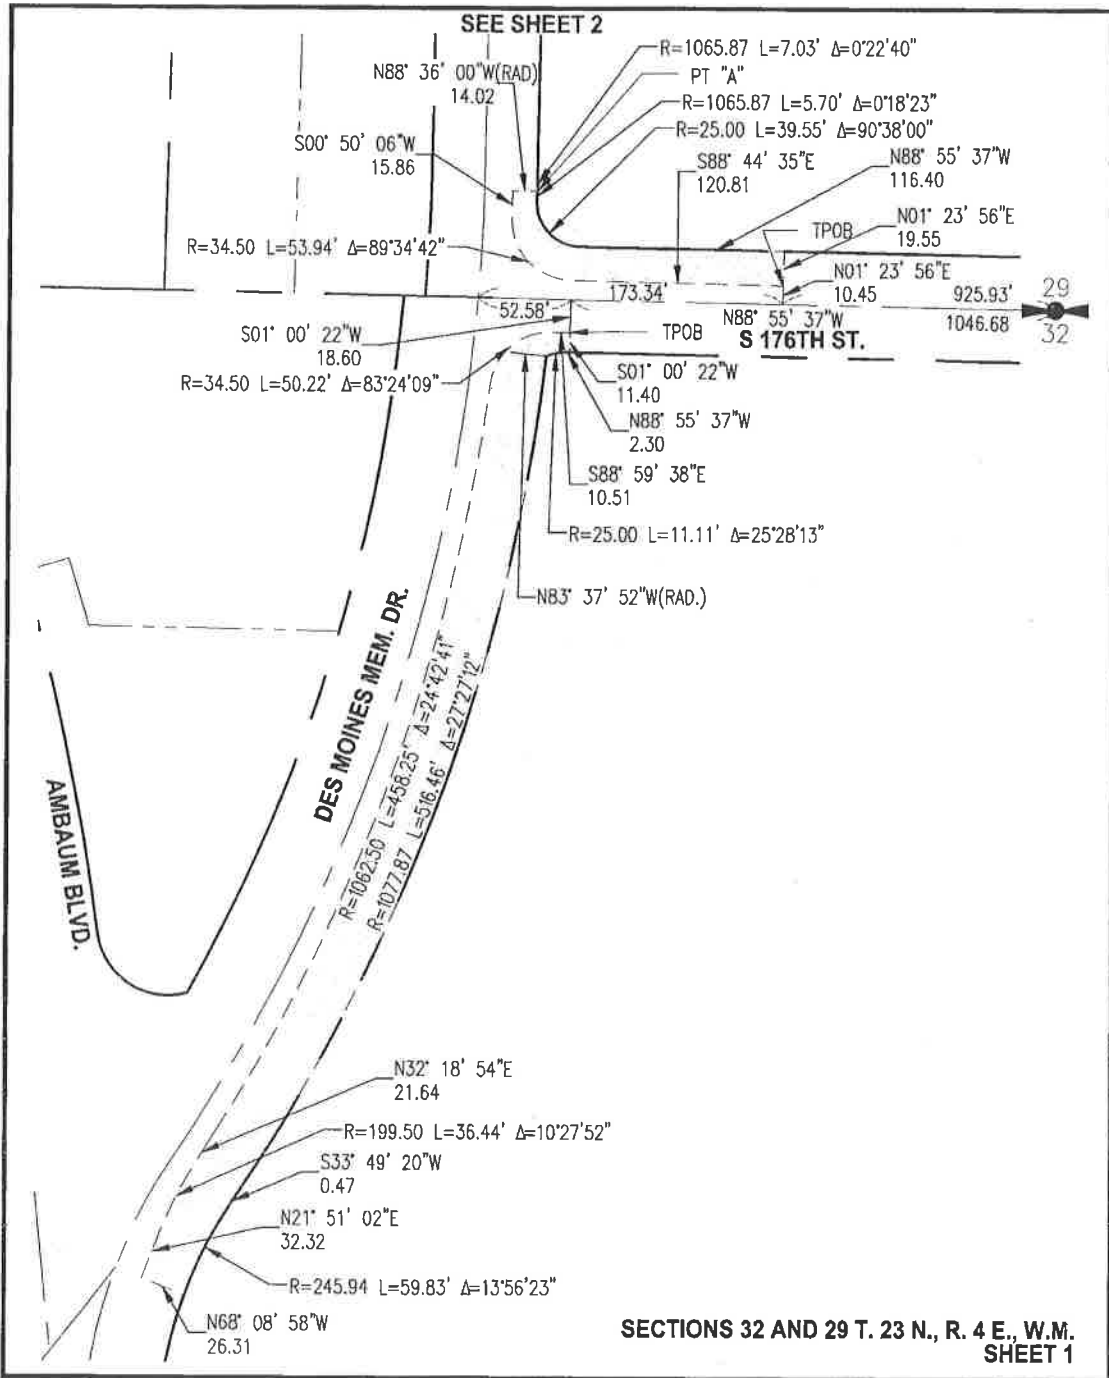 SEE SHEET 2
R=1065.87 L=7.03' Δ=0°22'40"
N88° 36' 00"W(RAD)
14.02
PT "A"
R=1065.87 L=5.70' Δ=0°18'23"
R=25.00 L=39.55' Δ=90°38'00"
S00° 50' 06"W
15.86
S88° 44' 35"E
120.81
N88° 55' 37"W
116.40
N01° 23' 56"E
19.55
TPOB
R=34.50 L=53.94' Δ=89°34'42"
N01° 23' 56"E
10.45
173.34'
925.93'
29
52.58'
N88° 55' 37"W
1046.68
32
S 176TH ST.
S01° 00' 22"W
18.60
TPOB
R=34.50 L=50.22' Δ=83°24'09"
S01° 00' 22"W
11.40
N88° 55' 37"W
2.30
S88° 59' 38"E
10.51
R=25.00 L=11.11' Δ=25°28'13"
N83° 37' 52"W(RAD.)
DES MOINES MEM. DR.
R=1062.50 L=458.25' Δ=24°42'41"
R=1077.87 L=516.46' Δ=27°27'12"
AMBAUM BLVD.
N32° 18' 54"E
21.64
R=199.50 L=36.44' Δ=10°27'52"
S33° 49' 20"W
0.47
N21° 51' 02"E
32.32
R=245.94 L=59.83' Δ=13°56'23"
N68° 08' 58"W
26.31
SECTIONS 32 AND 29 T. 23 N., R. 4 E., W.M.
SHEET 1